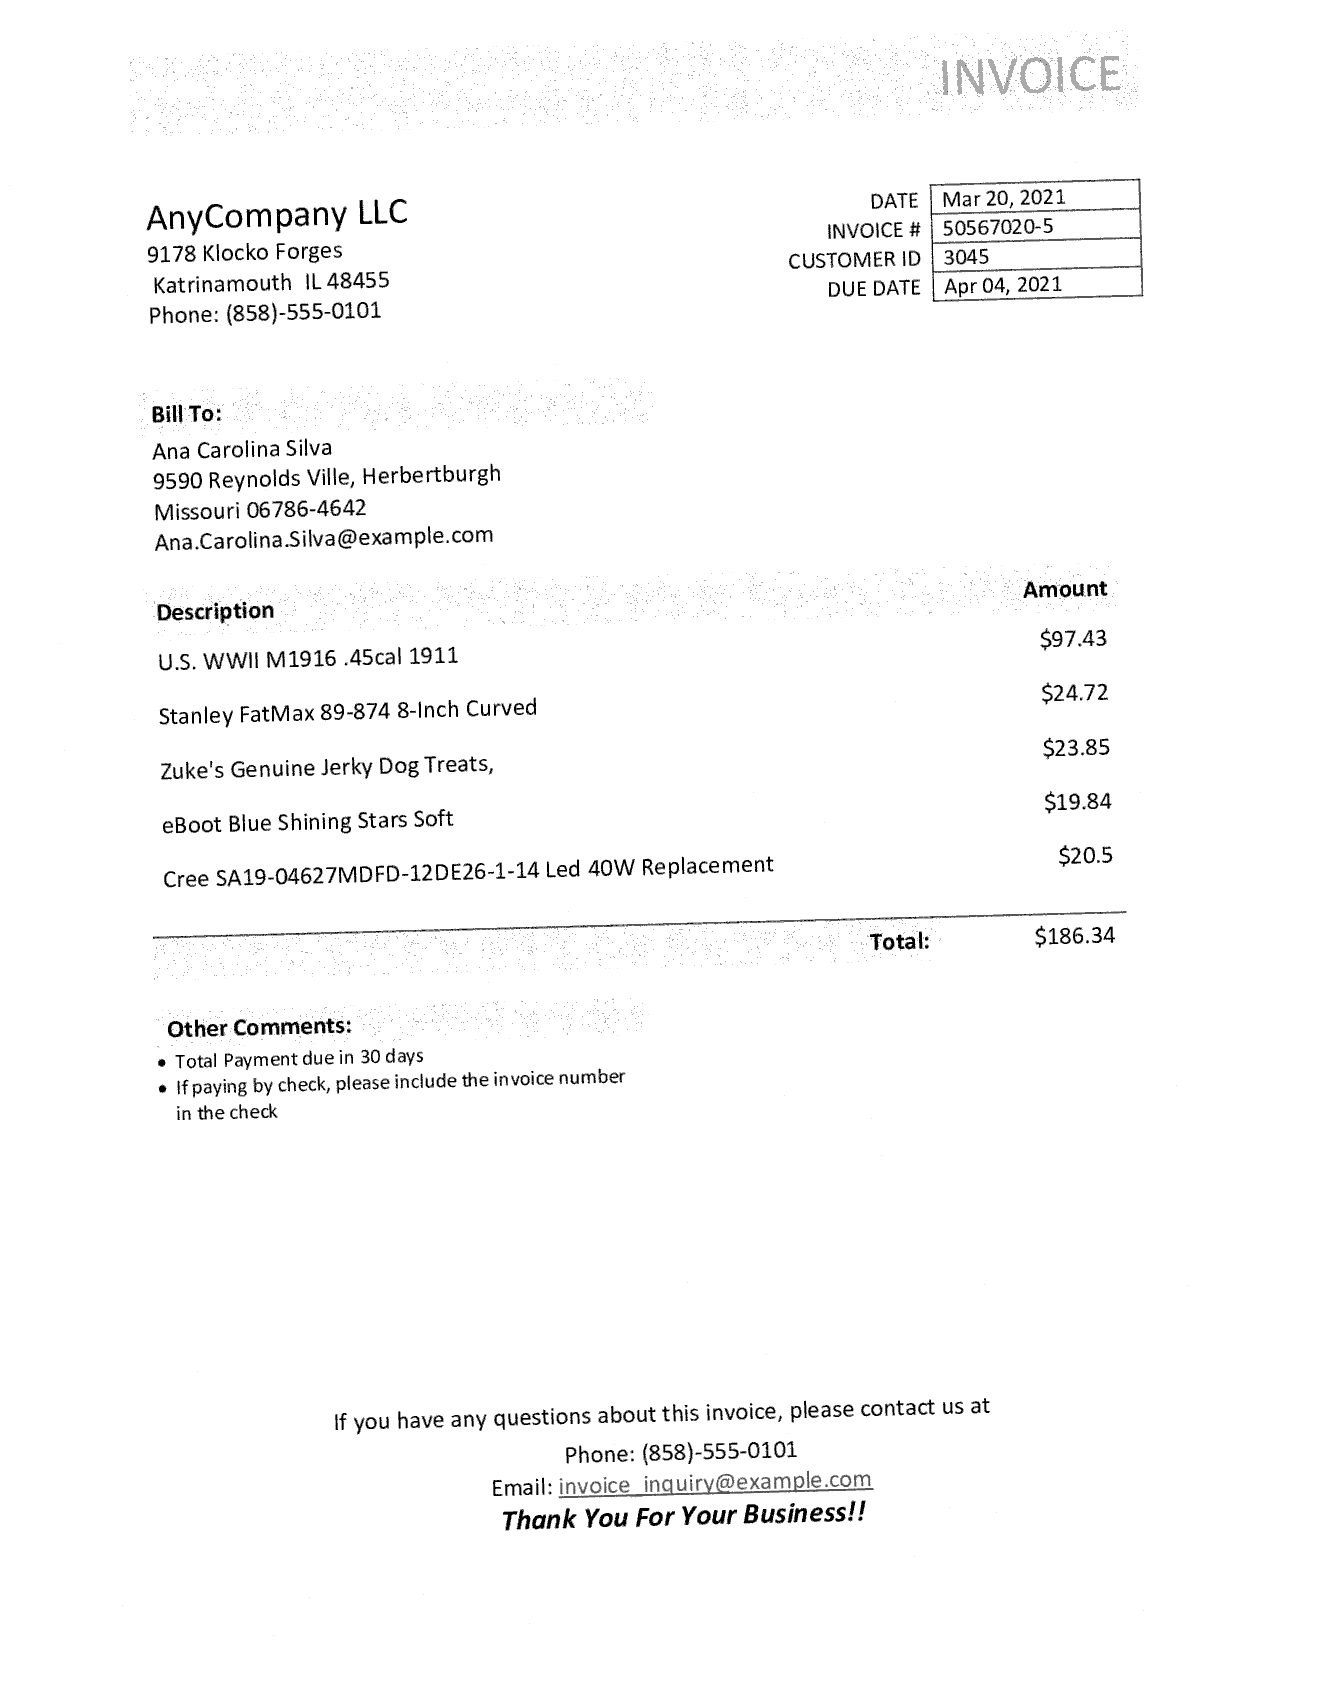 INVOICE
AnyCompany LLC
9178 Klocko Forges
Katrinamouth IL 48455
Phone: (858)-555-0101
DATE Mar 20, 2021
INVOICE # 50567020-5
CUSTOMER ID 3045
DUE DATE Apr 04, 2021
Bill To:
Ana Carolina Silva
9590 Reynolds Ville, Herbertburgh
Missouri 06786-4642
Ana.Carolina.Silva@example.com
Description Amount
U.S. WWII M1916 .45cal 1911 $97.43
Stanley FatMax 89-874 8-Inch Curved $24.72
Zuke's Genuine Jerky Dog Treats, $23.85
eBoot Blue Shining Stars Soft $19.84
Cree SA19-04627MDFD-12DE26-1-14 Led 40W Replacement $20.5
Total: $186.34
Other Comments:
• Total Payment due in 30 days
• If paying by check, please include the invoice number
in the check
If you have any questions about this invoice, please contact us at
Phone: (858)-555-0101
Email: invoice_inquiry@example.com
Thank You For Your Business!!